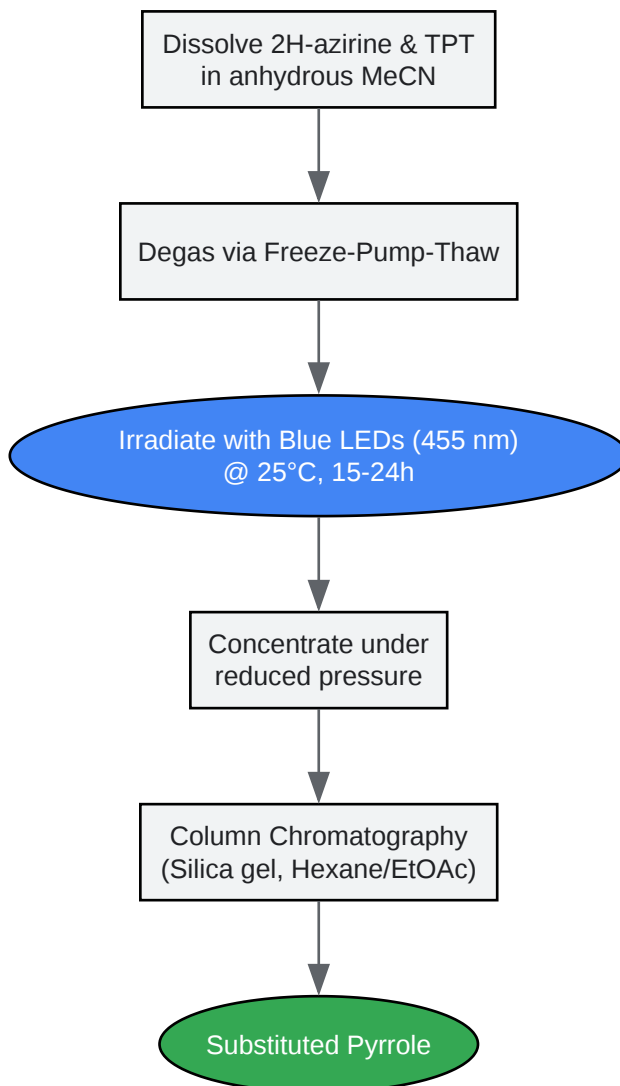 Dissolve 2H-azirine & TPT
in anhydrous MeCN
Degas via Freeze-Pump-Thaw
Irradiate with Blue LEDs (455 nm)
@ 25°C, 15-24h
Concentrate under
reduced pressure
Column Chromatography
(Silica gel, Hexane/EtOAc)
Substituted Pyrrole